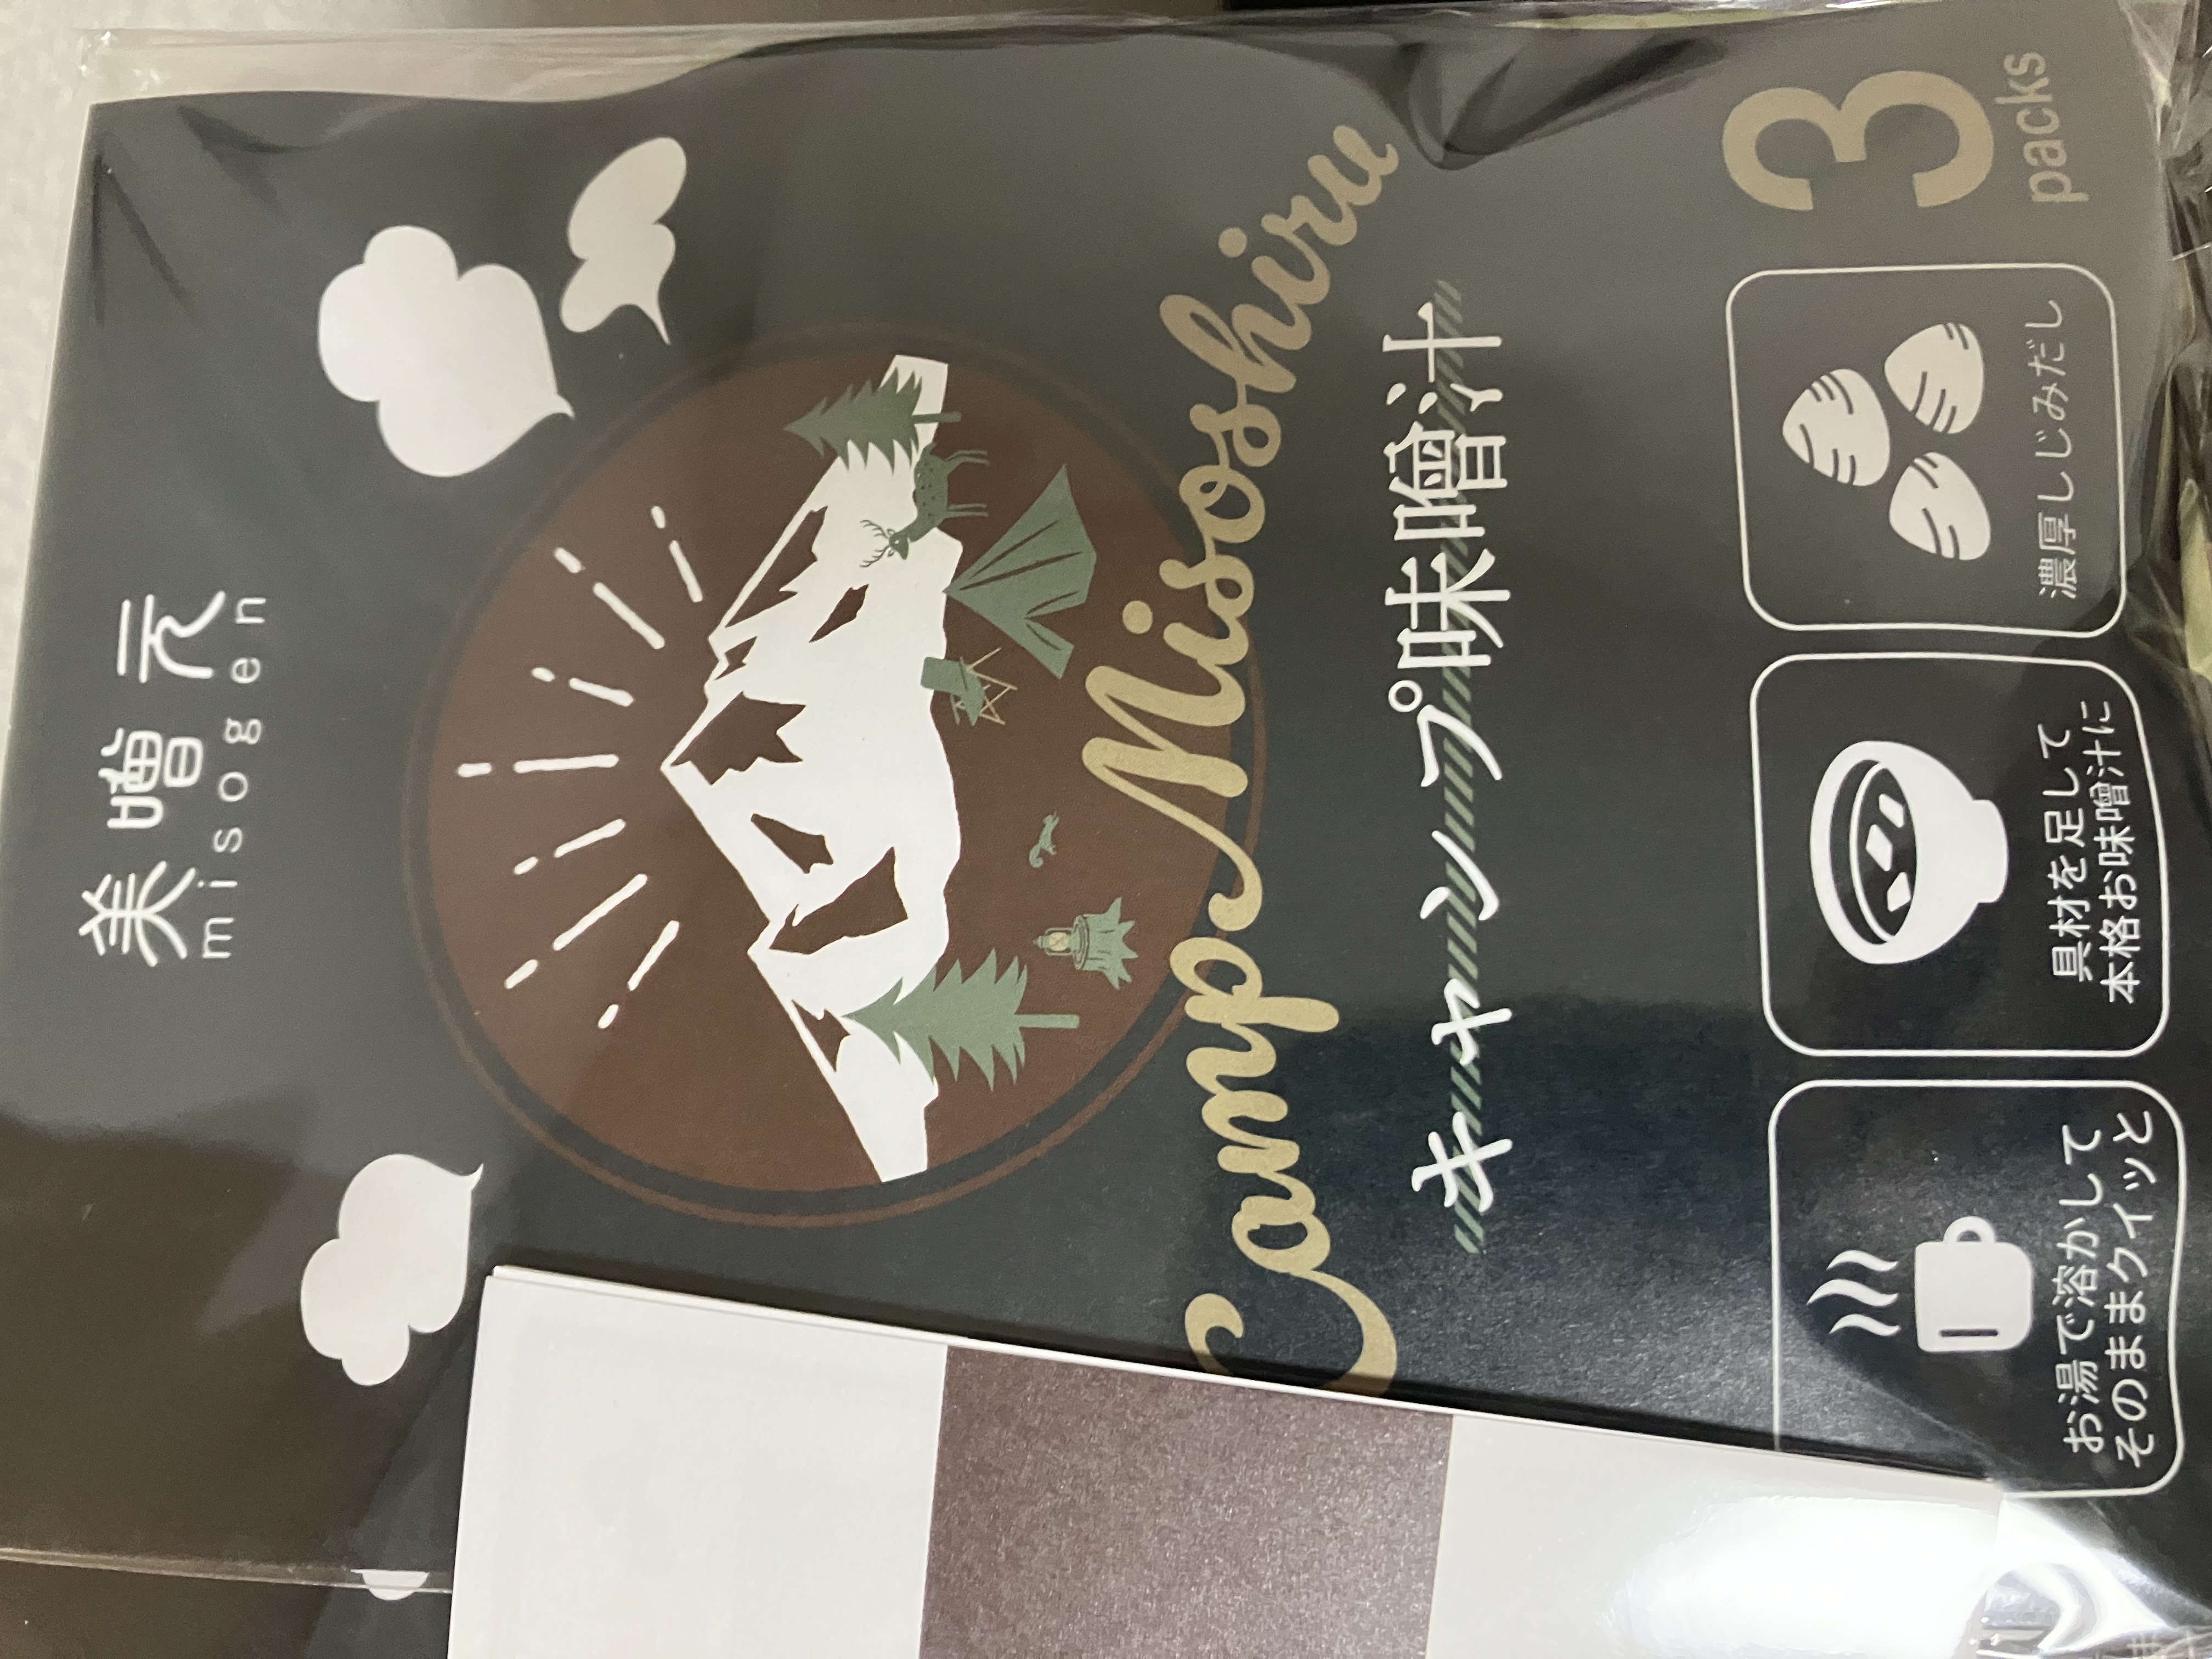 美噌元
misogen
Camp Misoshiru
キャンプ味噌汁
お湯で溶かして
そのままクイッと
具材を足して
本格お味噌汁に
濃厚しじみだし
3
packs